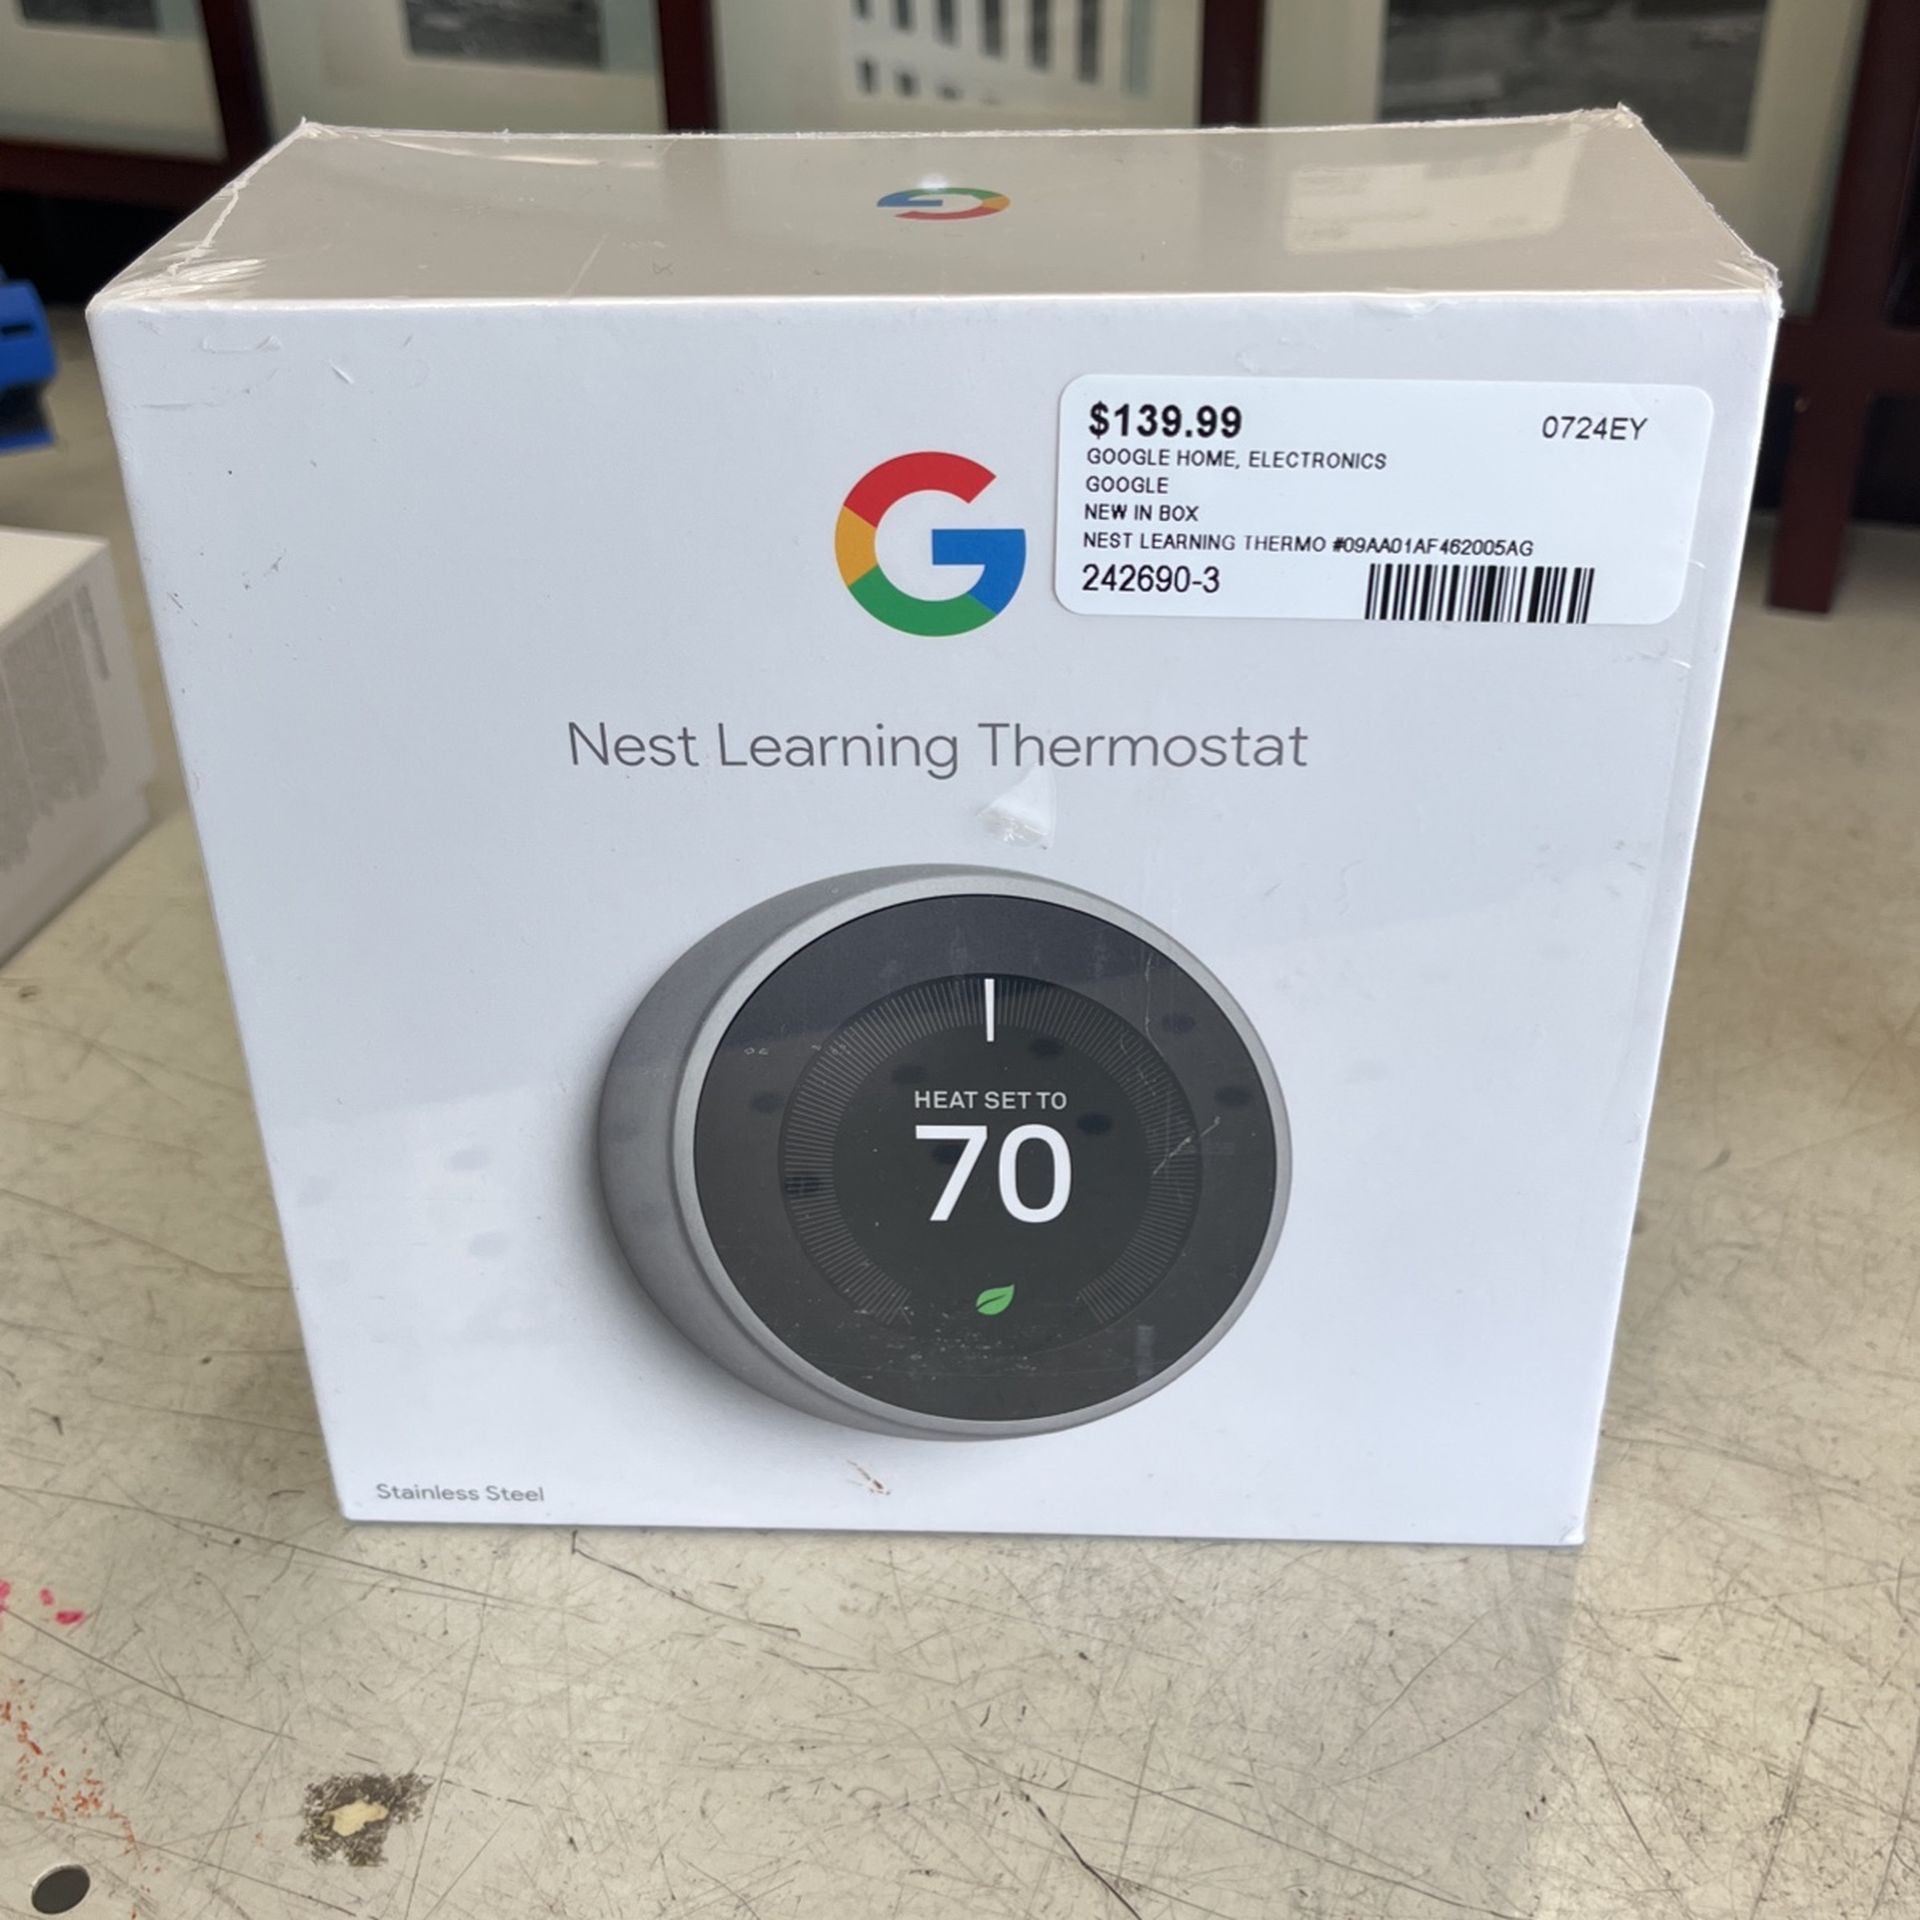 $139.99 0724EY
GOOGLE HOME, ELECTRONICS
GOOGLE
NEW IN BOX
NEST LEARNING THERMO #09AA01AF462005AG
242690-3
G
Nest Learning Thermostat
HEAT SET TO
70
Stainless Steel